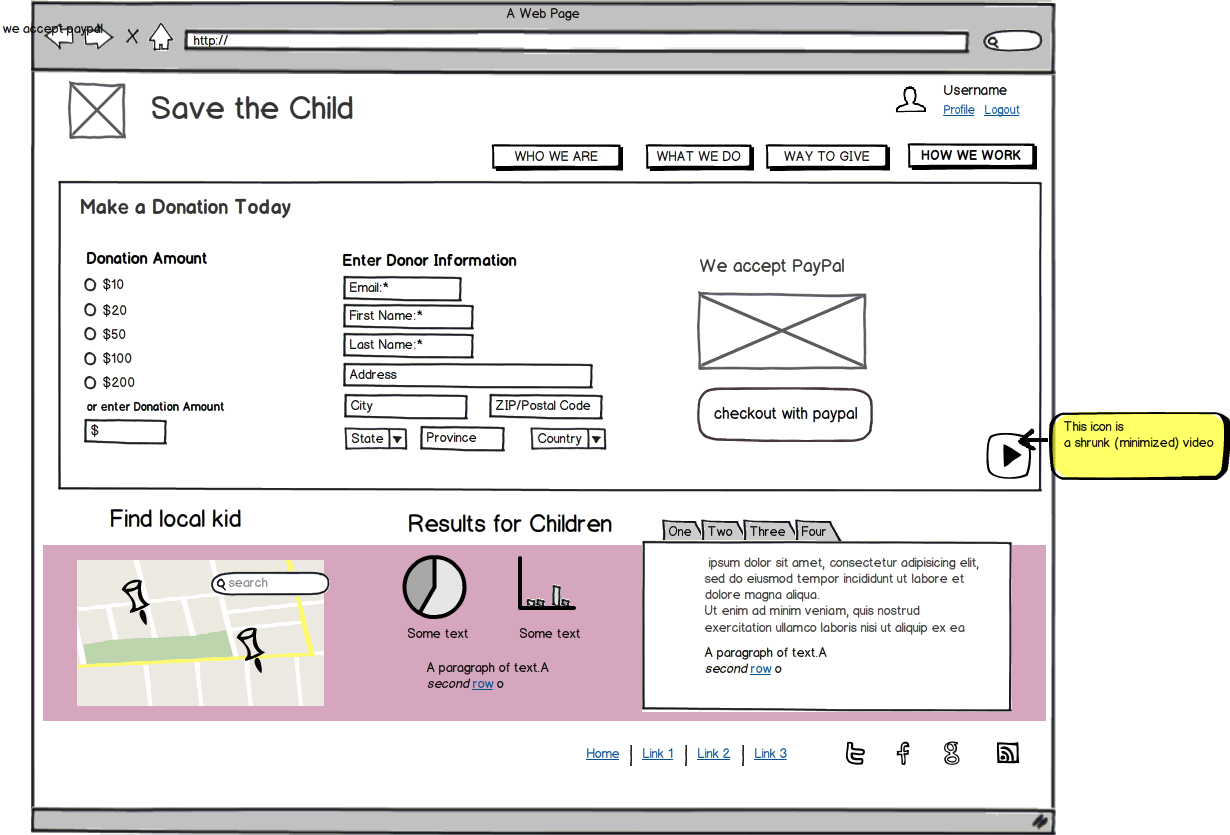 A Web Page
we accept paypal
http://
Save the Child
Username
Profile Logout
WHO WE ARE
WHAT WE DO
WAY TO GIVE
HOW WE WORK
Make a Donation Today
Donation Amount
$10
$20
$50
$100
$200
or enter Donation Amount
$
Enter Donor Information
Email:*
First Name:*
Last Name:*
Address
City
ZIP/Postal Code
State
Province
Country
We accept PayPal
checkout with paypal
This icon is
a shrunk (minimized) video
Find local kid
search
Results for Children
Some text
Some text
A paragraph of text.A
second row o
One
Two
Three
Four
ipsum dolor sit amet, consectetur adipisicing elit,
sed do eiusmod tempor incididunt ut labore et
dolore magna aliqua.
Ut enim ad minim veniam, quis nostrud
exercitation ullamco laboris nisi ut aliquip ex ea
A paragraph of text.A
second row o
Home
Link 1
Link 2
Link 3